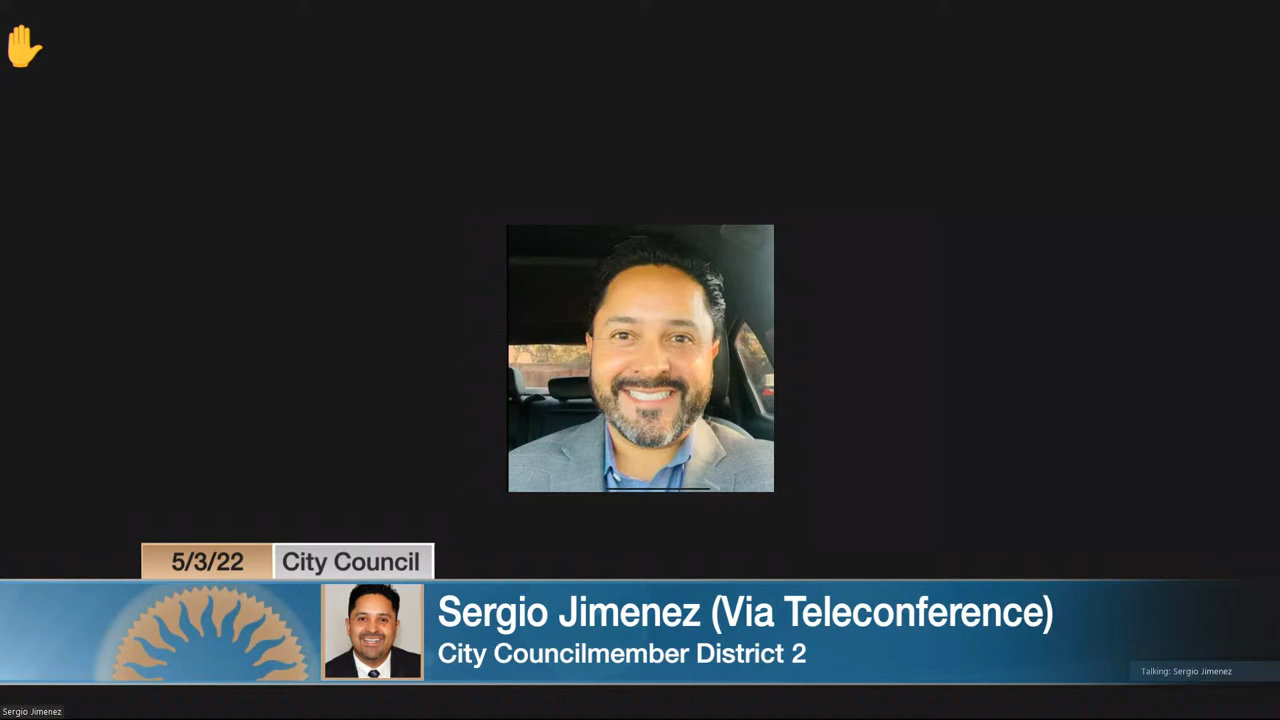 5/3/22 City Council
Sergio Jimenez (Via Teleconference)
City Councilmember District 2
Talking: Sergio Jimenez
Sergio Jimenez